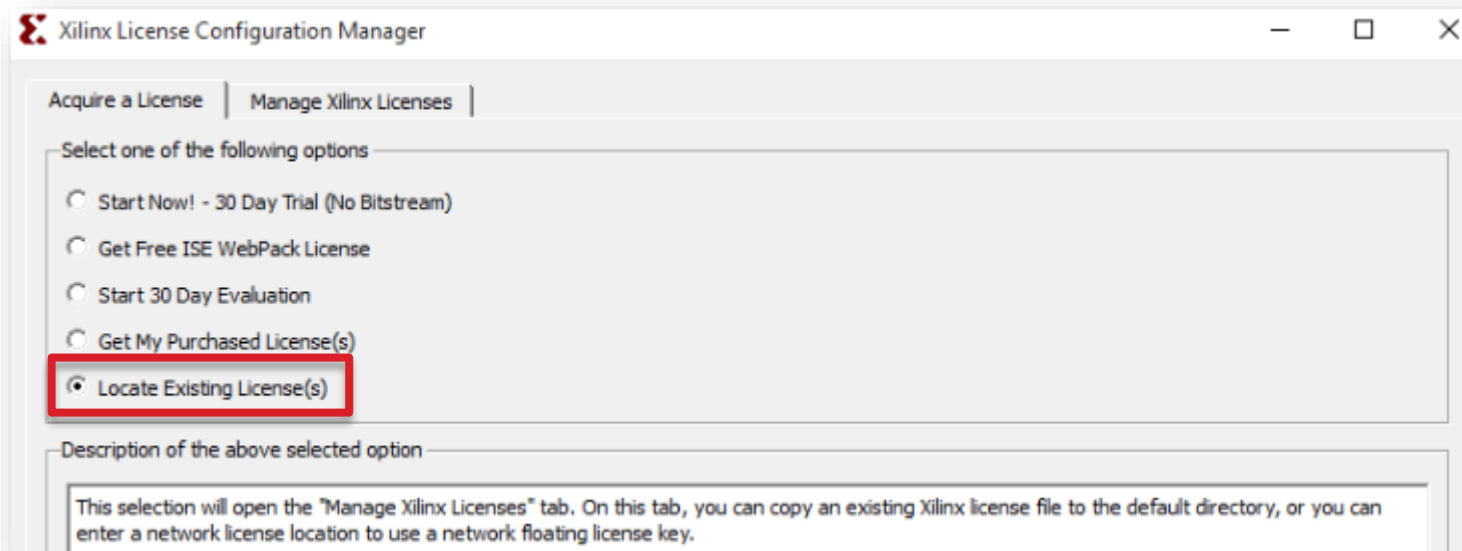 Xilinx License Configuration Manager
Acquire a License
Manage Xilinx Licenses
Select one of the following options
Start Now! - 30 Day Trial (No Bitstream)
Get Free ISE WebPack License
Start 30 Day Evaluation
Get My Purchased License(s)
Locate Existing License(s)
Description of the above selected option
This selection will open the "Manage Xilinx Licenses" tab. On this tab, you can copy an existing Xilinx license file to the default directory, or you can
enter a network license location to use a network floating license key.